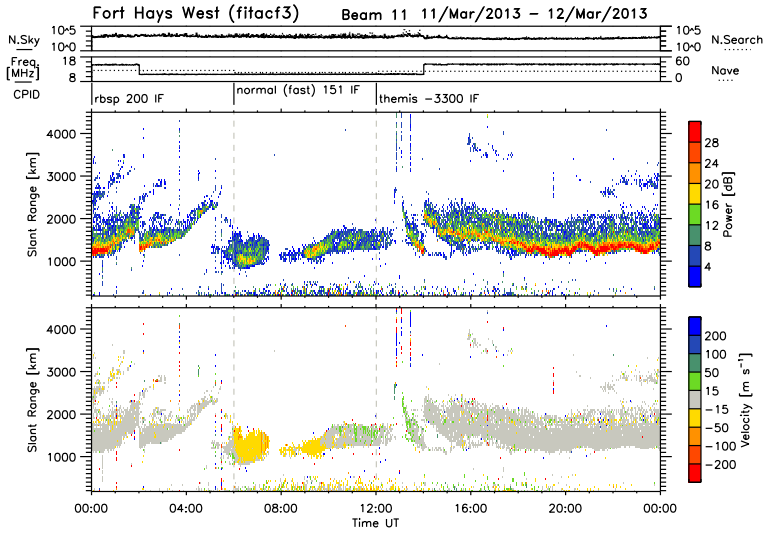 Fort Hays West (fitacf3)
Beam 11 11/Mar/2013 - 12/Mar/2013
N.Sky
10^5
10^0
10^5
10^0
N.Search
Freq.
[MHz]
18
8
60
0
Nave
CPID
rbsp 200 IF
normal (fast) 151 IF
themis -3300 IF
Slant Range [km]
4000
3000
2000
1000
28
24
20
16
12
8
4
Power [dB]
Slant Range [km]
4000
3000
2000
1000
200
100
50
15
-15
-50
-100
-200
Velocity [m s⁻¹]
00:00 04:00 08:00 12:00 16:00 20:00 00:00
Time UT